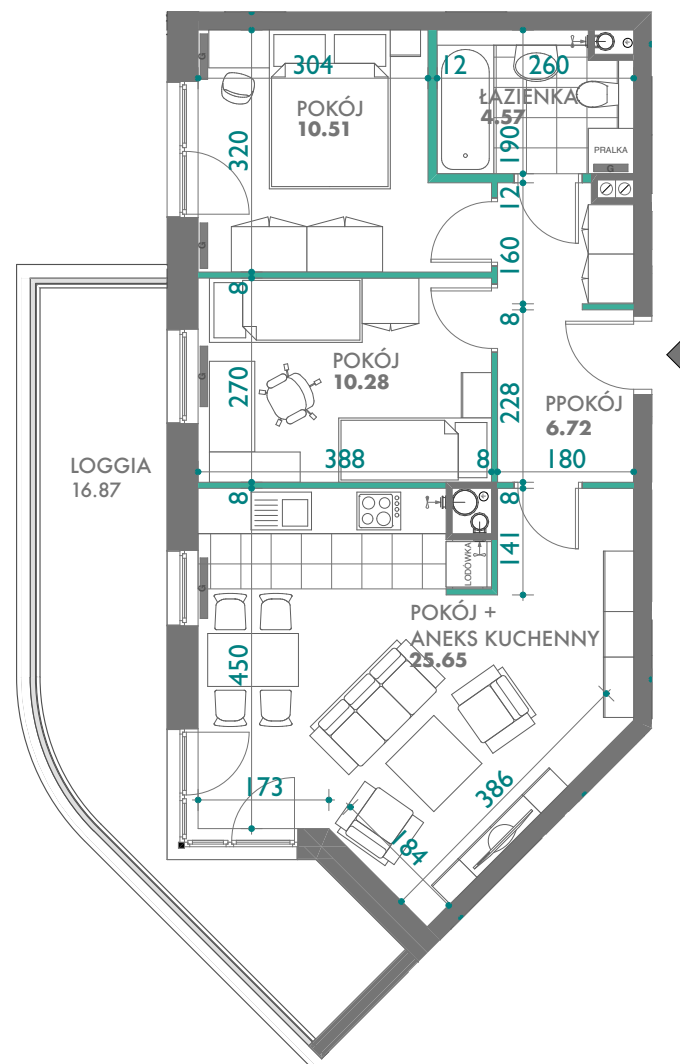 304
12
260
POKÓJ
10.51
ŁAZIENKA
4.57
320
190
PRALKA
G
G
12
160
G
8
8
POKÓJ
10.28
G
270
228
PPOKÓJ
6.72
LOGGIA
16.87
388
8
180
8
8
141
LODÓWKA
G
POKÓJ +
ANEKS KUCHENNY
25.65
450
173
386
184